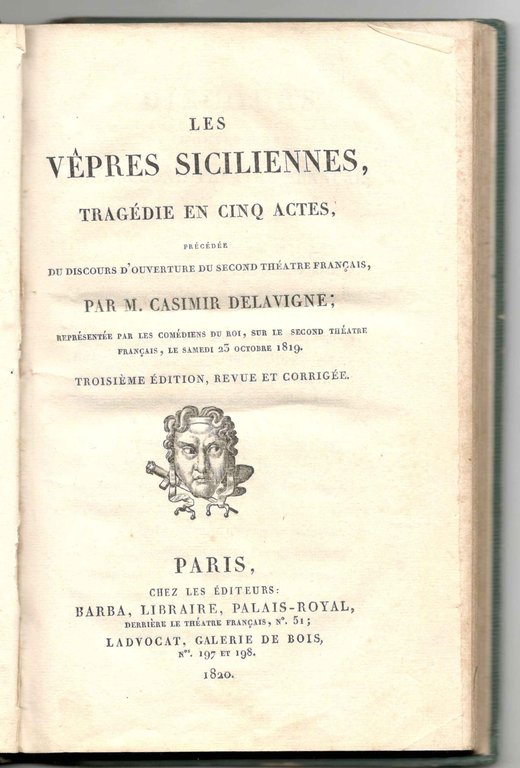 LES
VÊPRES SICILIENNES,
TRAGÉDIE EN CINQ ACTES,
PRÉCÉDÉE
DU DISCOURS D'OUVERTURE DU SECOND THÉATRE FRANÇAIS,
PAR M. CASIMIR DELAVIGNE;
REPRÉSENTÉE PAR LES COMÉDIENS DU ROI, SUR LE SECOND THÉATRE
FRANÇAIS, LE SAMEDI 23 OCTOBRE 1819.
TROISIÈME ÉDITION, REVUE ET CORRIGÉE.
PARIS,
CHEZ LES ÉDITEURS:
BARBA, LIBRAIRE, PALAIS-ROYAL,
DERRIÈRE LE THÉATRE FRANÇAIS, N°. 51;
LADVOCAT, GALERIE DE BOIS,
Nos. 197 ET 198.
1820.